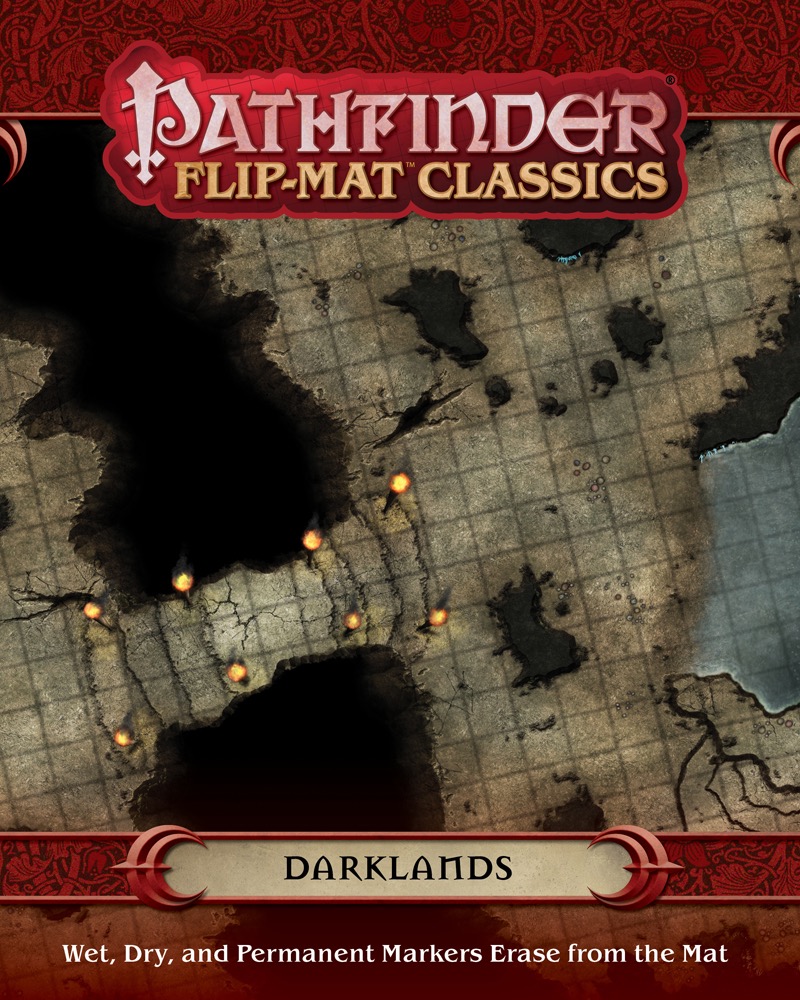 PATHFINDER®
FLIP-MAT™ CLASSICS
DARKLANDS
Wet, Dry, and Permanent Markers Erase from the Mat